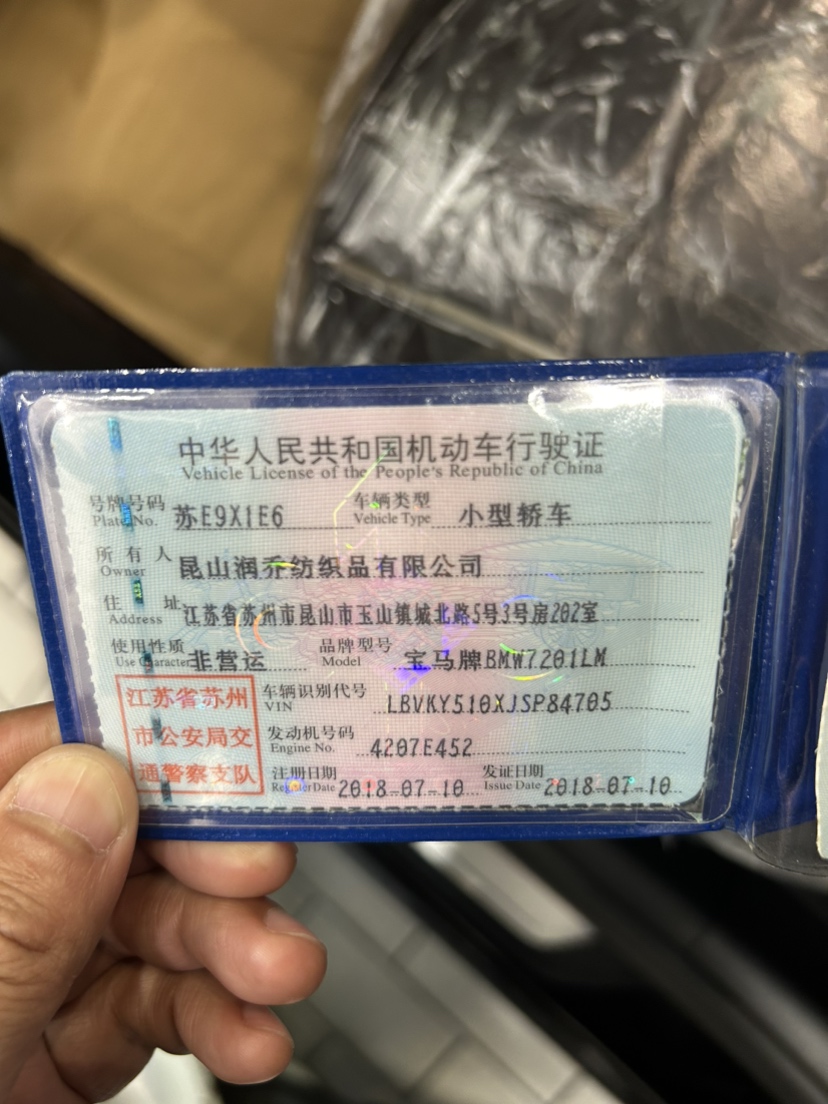 中华人民共和国机动车行驶证
Vehicle License of the People's Republic of China
号牌号码 苏E9X1E6 车辆类型 小型轿车
Plate No. Vehicle Type
所有人 昆山润乔纺织品有限公司
Owner
住址 江苏省苏州市昆山市玉山镇城北路5号3号房202室
Address
使用性质 非营运 品牌型号 宝马牌BMW7201LM
Use Character Model
江苏省苏州
市公安局交
通警察支队
车辆识别代号 LBVKY510XJSP84705
VIN
发动机号码 4207E452
Engine No.
注册日期 2018-07-10 发证日期 2018-07-10
Register Date Issue Date